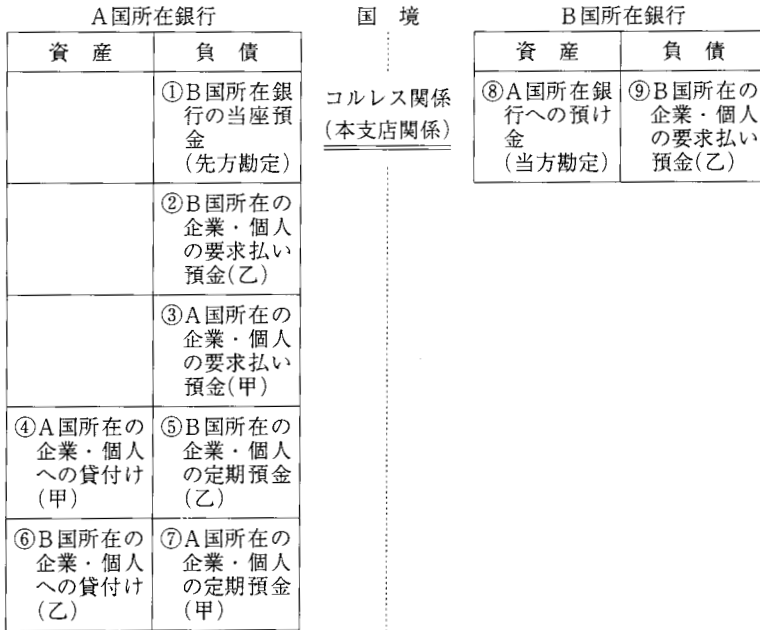 A国所在銀行
国境
B国所在銀行
資産
負債
資産
負債
①B国所在銀
行の当座預
金
(先方勘定)
コルレス関係
(本支店関係)
⑧A国所在銀
行への預け
金
(当方勘定)
⑨B国所在の
企業・個人
の要求払い
預金(乙)
②B国所在の
企業・個人
の要求払い
預金(乙)
③A国所在の
企業・個人
の要求払い
預金(甲)
④A国所在の
企業・個人
への貸付け
(甲)
⑤B国所在の
企業・個人
の定期預金
(乙)
⑥B国所在の
企業・個人
への貸付け
(乙)
⑦A国所在の
企業・個人
の定期預金
(甲)